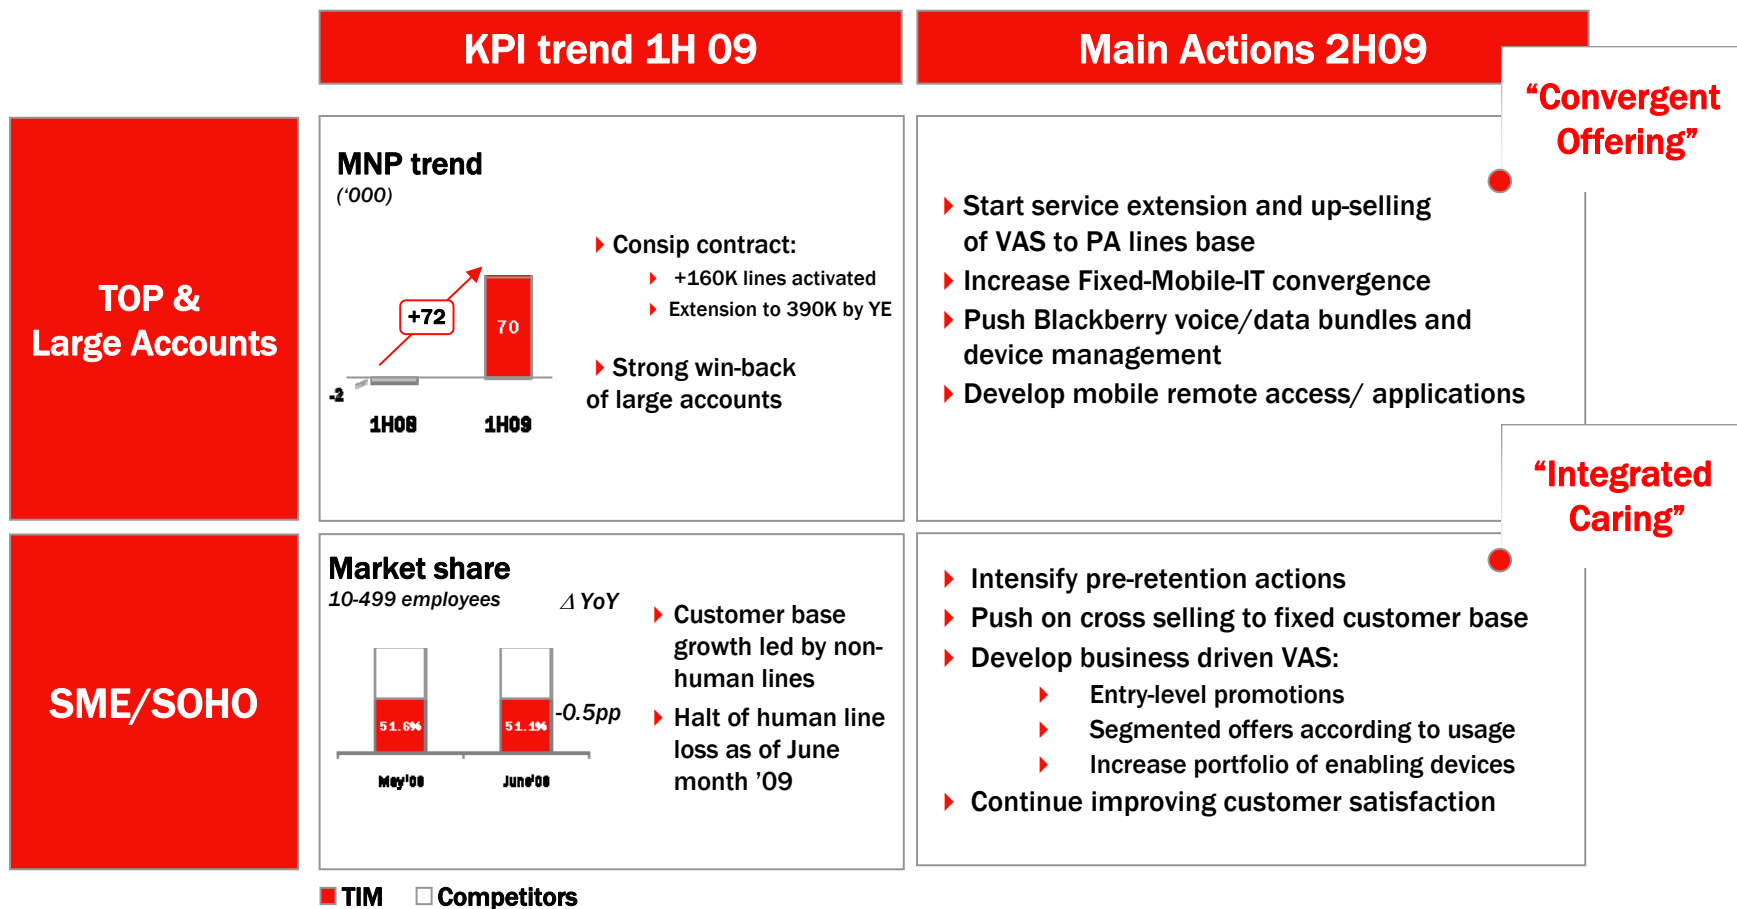 KPI trend 1H 09
Main Actions 2H09
“Convergent
Offering”
TOP &
Large Accounts
MNP trend
(‘000)
+72
70
-2
1H08
1H09
Consip contract:
+160K lines activated
Extension to 390K by YE
Strong win-back
of large accounts
Start service extension and up-selling
of VAS to PA lines base
Increase Fixed-Mobile-IT convergence
Push Blackberry voice/data bundles and
device management
Develop mobile remote access/ applications
“Integrated
Caring”
SME/SOHO
Market share
10-499 employees
Δ YoY
51.6%
51.1%
-0.5pp
Customer base
growth led by non-
human lines
Halt of human line
loss as of June
month ’09
Intensify pre-retention actions
Push on cross selling to fixed customer base
Develop business driven VAS:
Entry-level promotions
Segmented offers according to usage
Increase portfolio of enabling devices
Continue improving customer satisfaction
TIM
Competitors